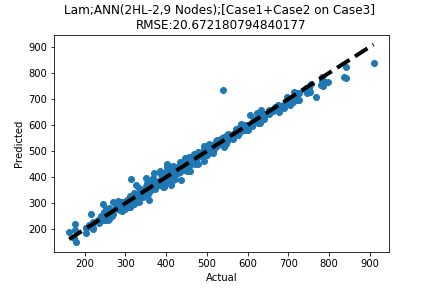 Lam;ANN(2HL-2,9 Nodes);[Case1+Case2 on Case3]
RMSE:20.672180794840177
900
800
700
600
500
400
300
200
Predicted
200 300 400 500 600 700 800 900
Actual